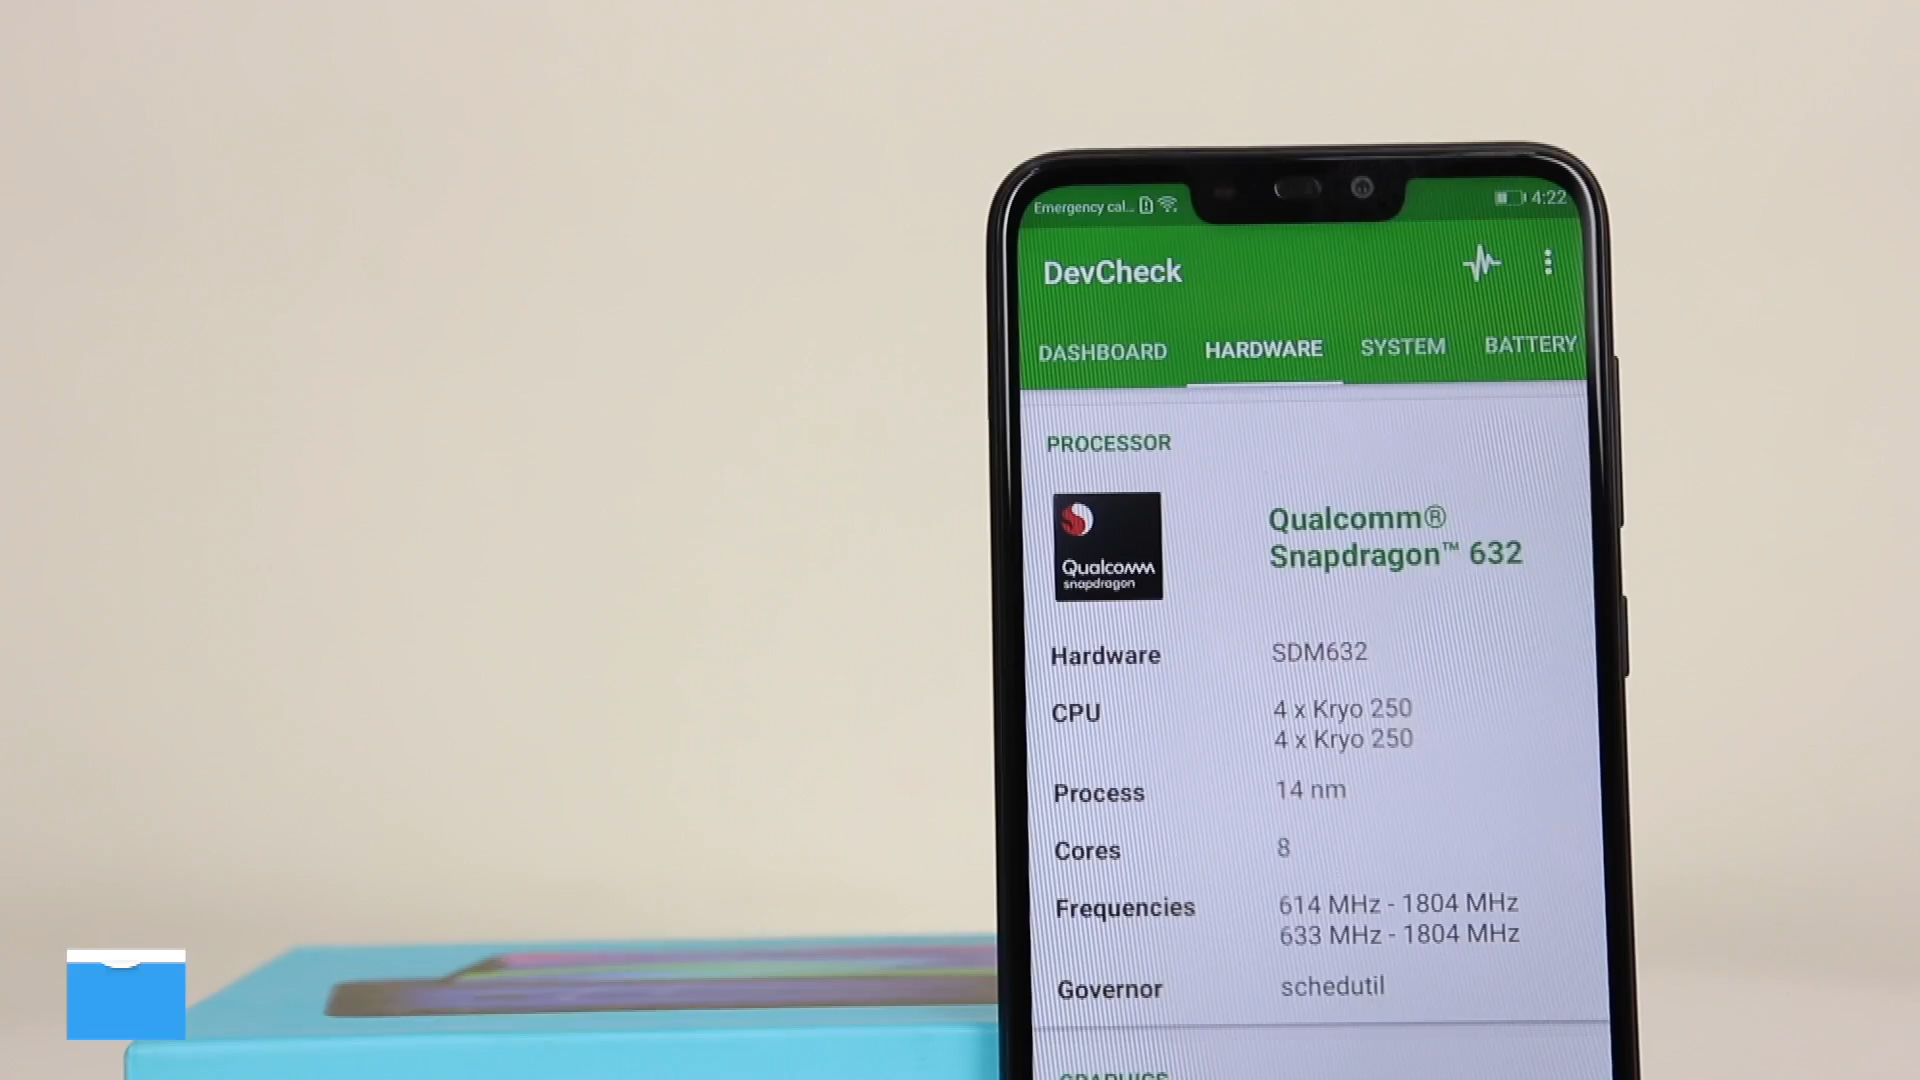 Emergency cal...
4:22
DevCheck
DASHBOARD HARDWARE SYSTEM BATTERY
PROCESSOR
Qualcomm
snapdragon
Qualcomm®
Snapdragon™ 632
Hardware SDM632
CPU 4 x Kryo 250
4 x Kryo 250
Process 14 nm
Cores 8
Frequencies 614 MHz - 1804 MHz
633 MHz - 1804 MHz
Governor schedutil
GRAPHICS